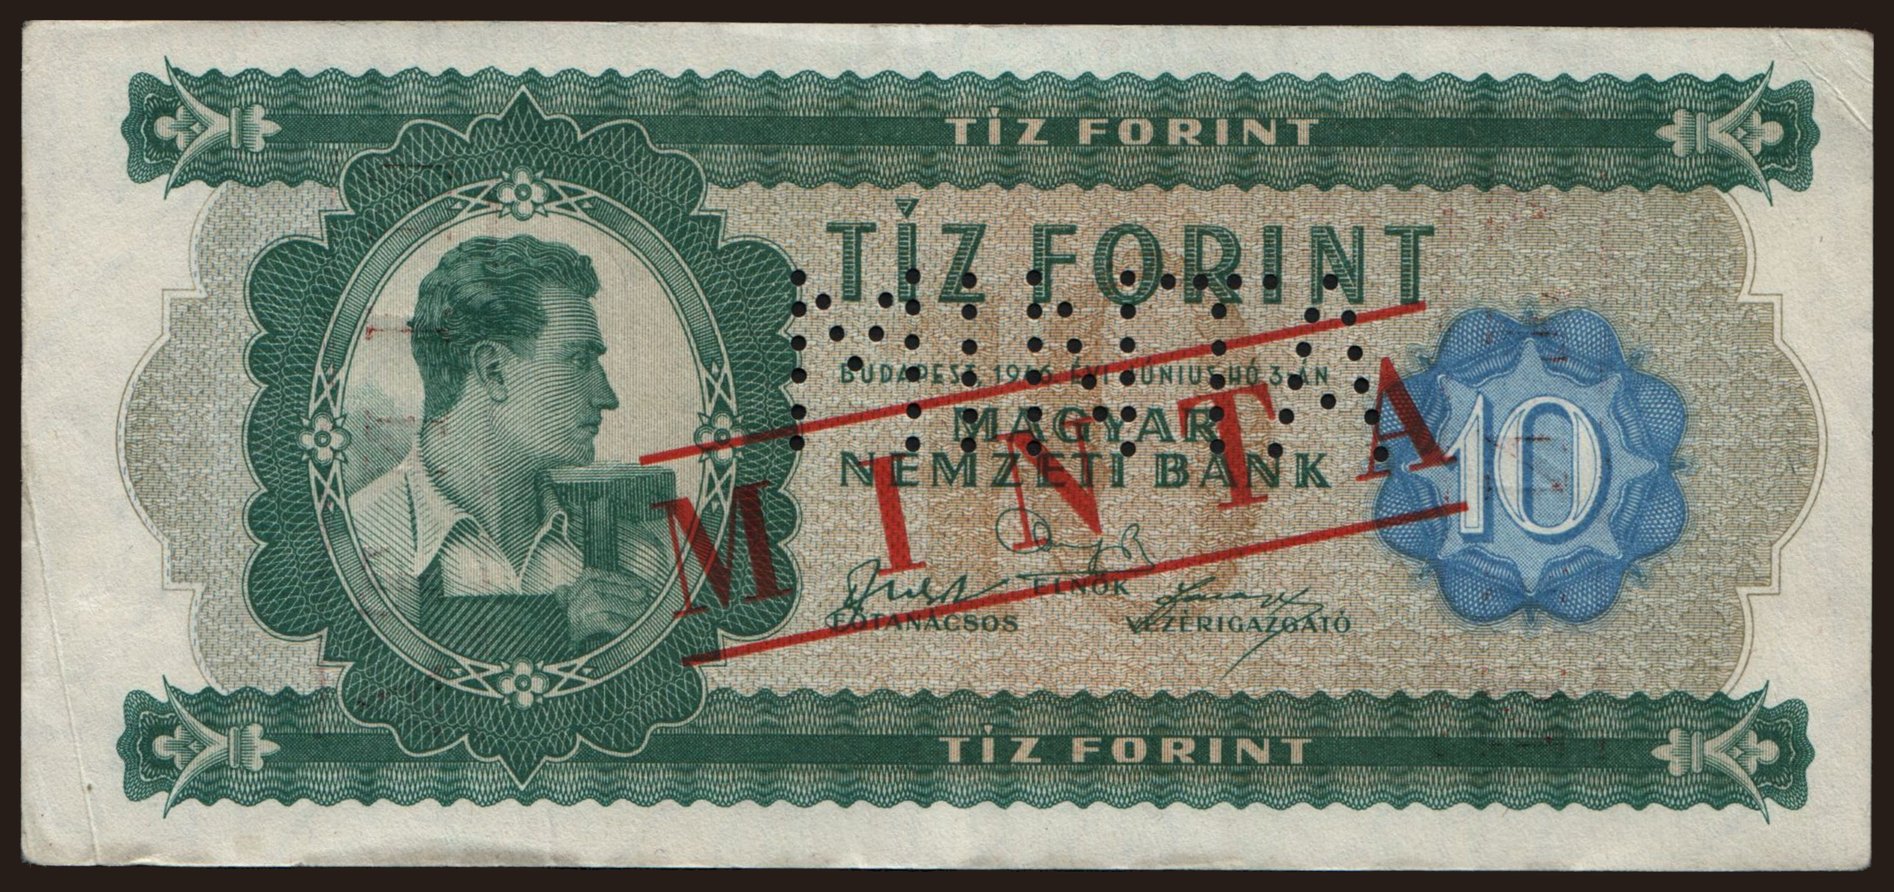 TÍZ FORINT
TÍZ FORINT
MINTA
BUDAPEST, 1946. ÉVI JÚNIUS HÓ 3-ÁN
MAGYAR
NEMZETI BANK
10
MINTA
ELNÖK
FŐTANÁCSOS VEZÉRIGAZGATÓ
TÍZ FORINT